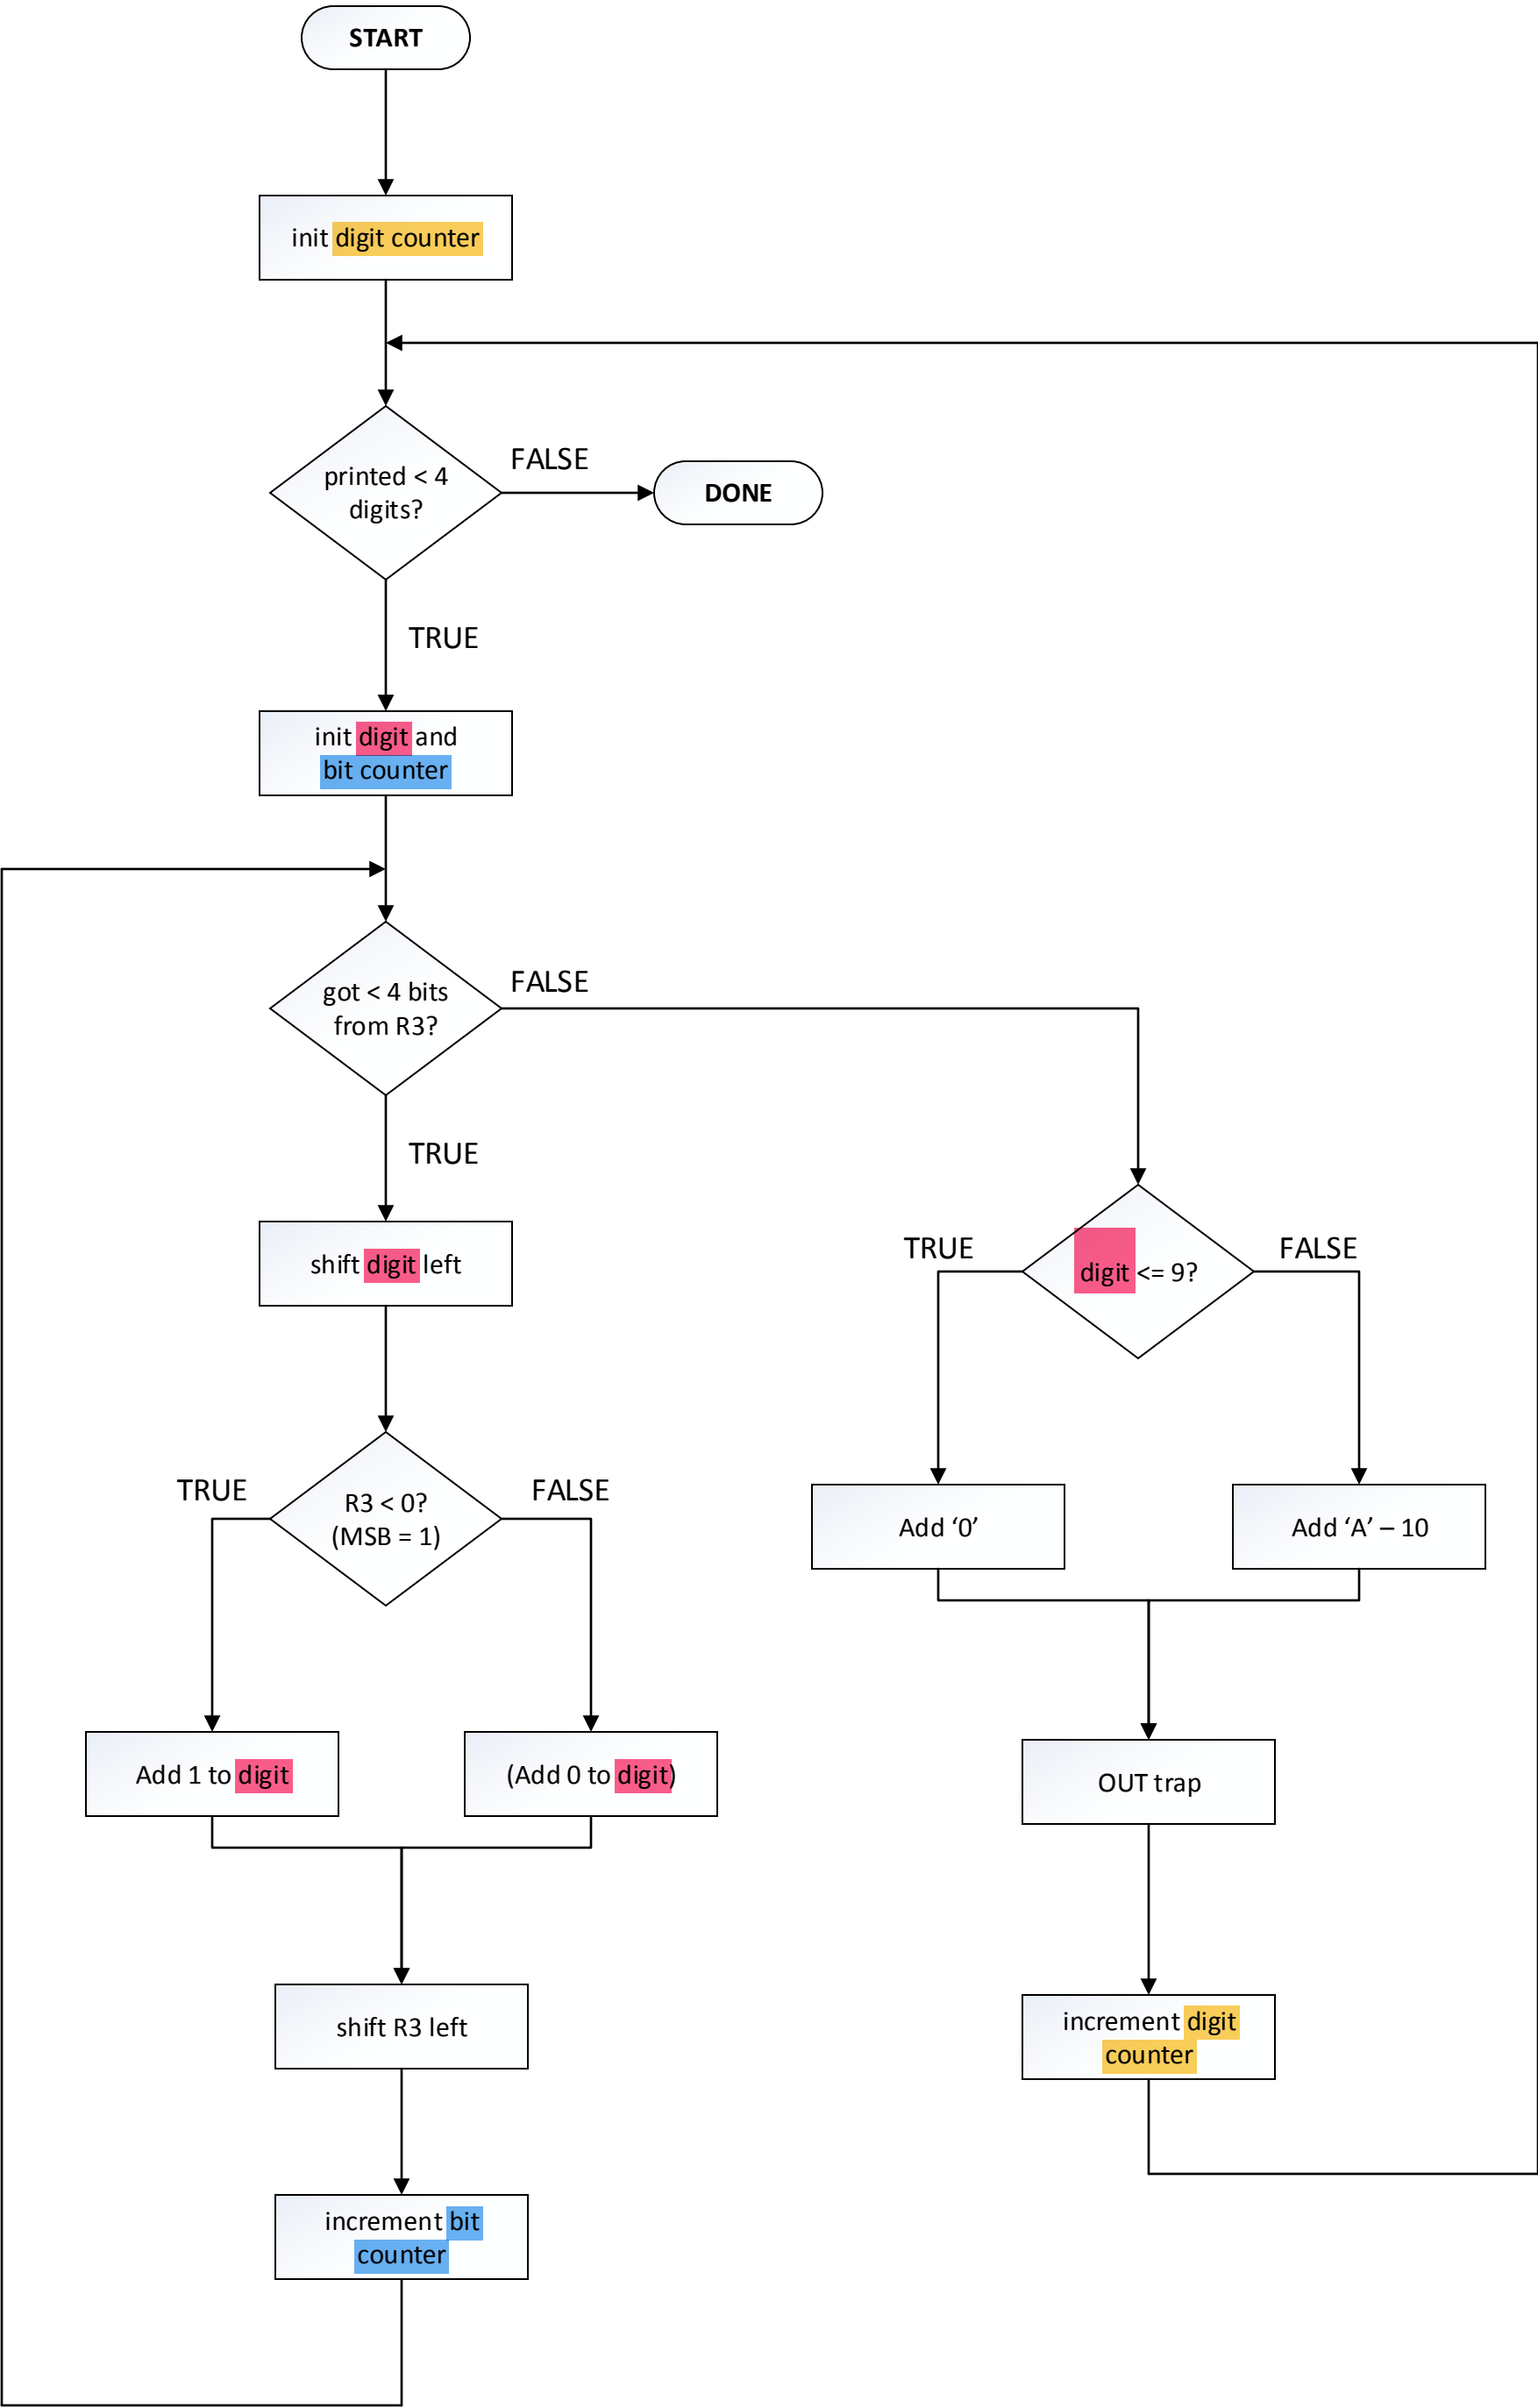 START
init digit counter
printed < 4
digits?
FALSE
DONE
TRUE
init digit and
bit counter
got < 4 bits
from R3?
FALSE
TRUE
shift digit left
TRUE
digit <= 9?
FALSE
TRUE
R3 < 0?
(MSB = 1)
FALSE
Add ‘0’
Add ‘A’ – 10
Add 1 to digit
(Add 0 to digit)
OUT trap
shift R3 left
increment digit
counter
increment bit
counter